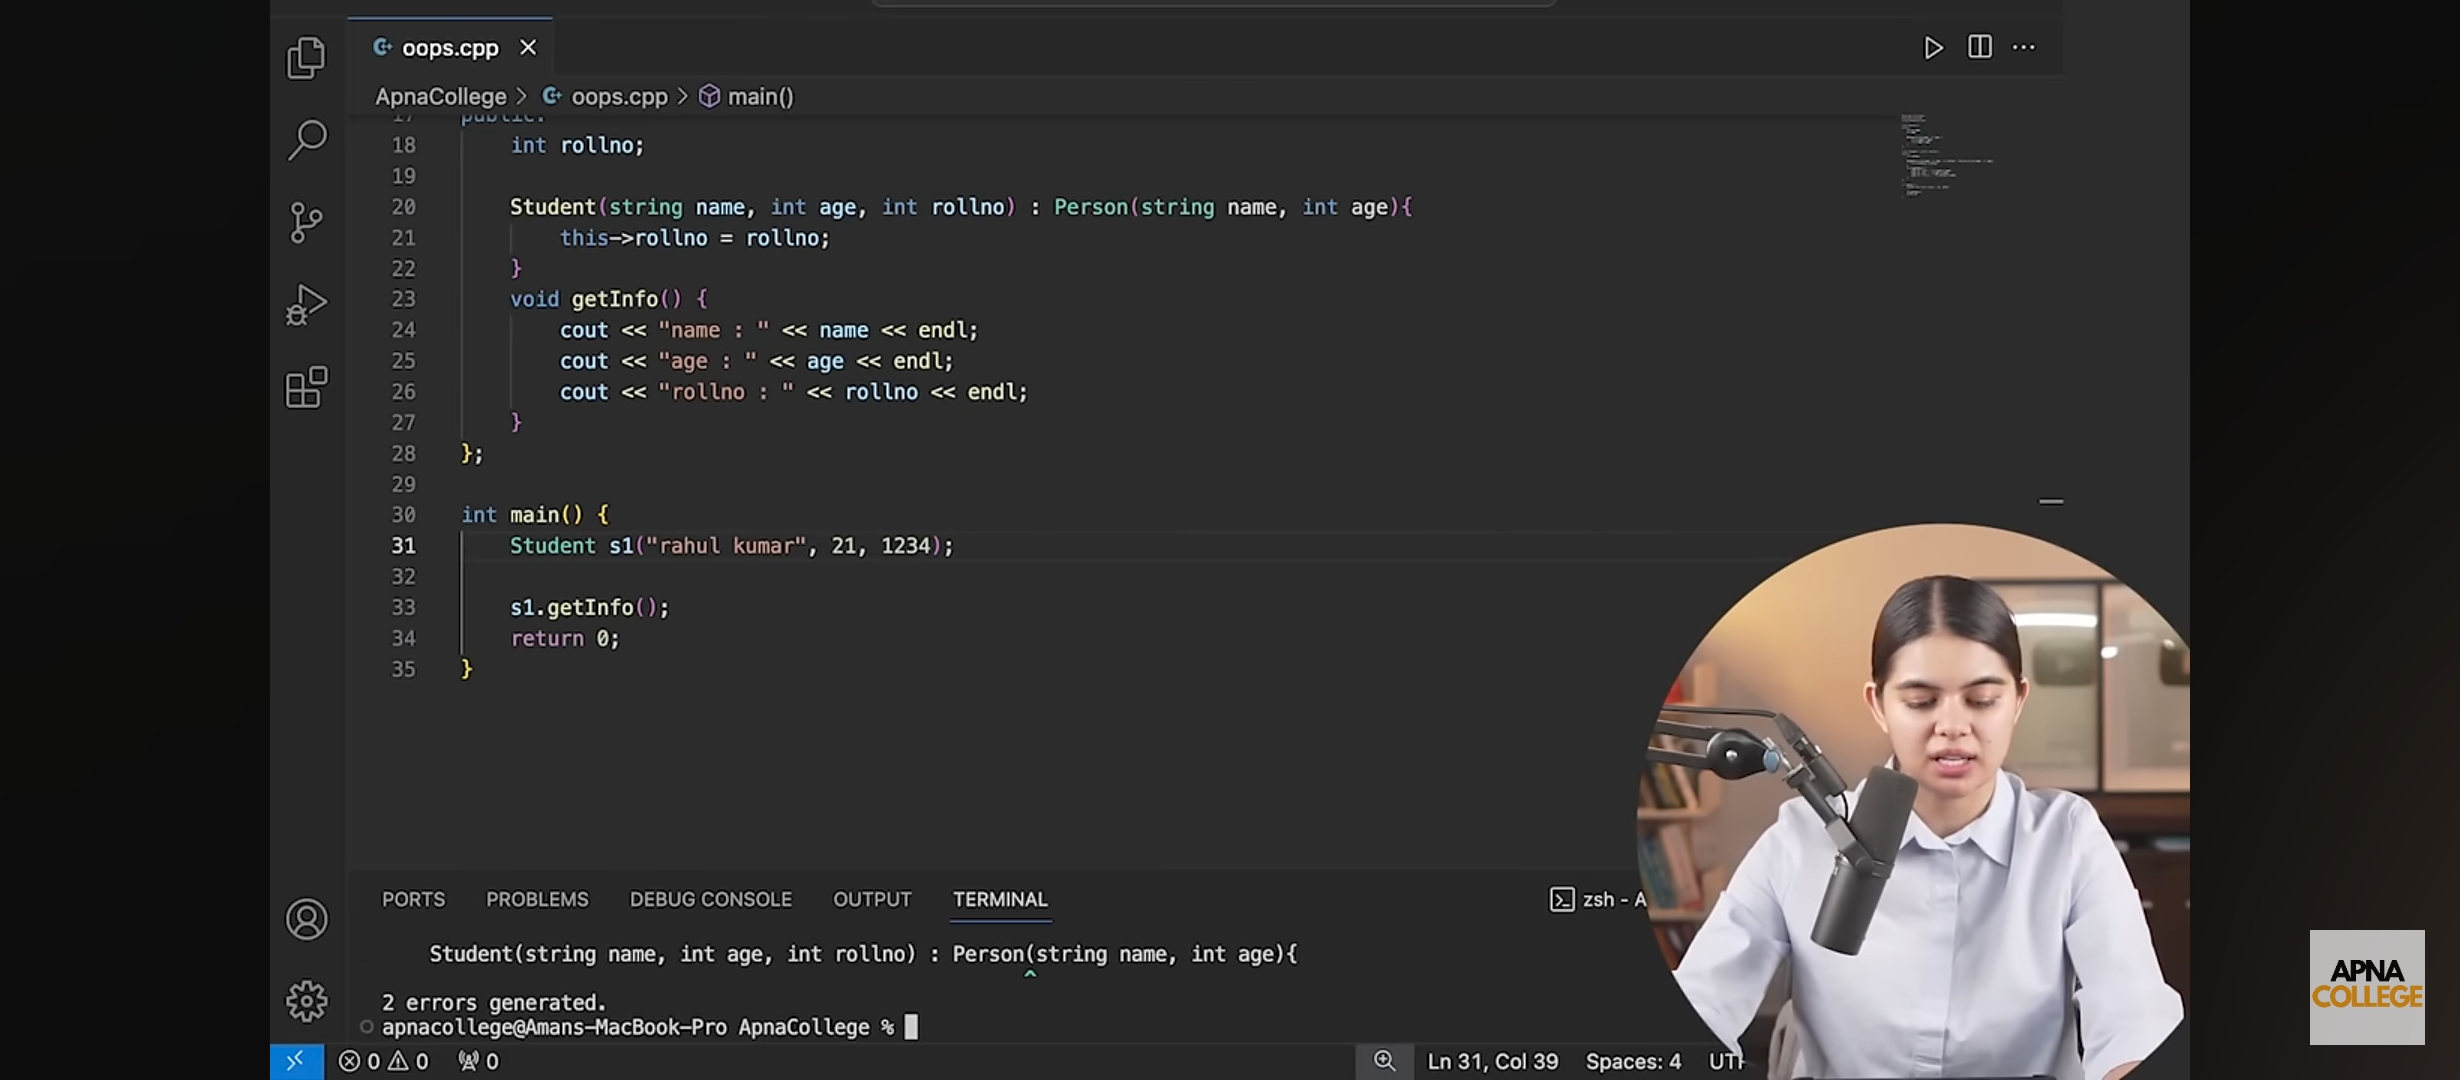 oops.cpp
ApnaCollege > oops.cpp > main()
17 public:
18 int rollno;
19
20 Student(string name, int age, int rollno) : Person(string name, int age){
21 this->rollno = rollno;
22 }
23 void getInfo() {
24 cout << "name : " << name << endl;
25 cout << "age : " << age << endl;
26 cout << "rollno : " << rollno << endl;
27 }
28 };
29
30 int main() {
31 Student s1("rahul kumar", 21, 1234);
32
33 s1.getInfo();
34 return 0;
35 }
PORTS PROBLEMS DEBUG CONSOLE OUTPUT TERMINAL zsh - A
Student(string name, int age, int rollno) : Person(string name, int age){
^
2 errors generated.
apnacollege@Amans-MacBook-Pro ApnaCollege %
0 0 0 Ln 31, Col 39 Spaces: 4 UTF
APNA
COLLEGE